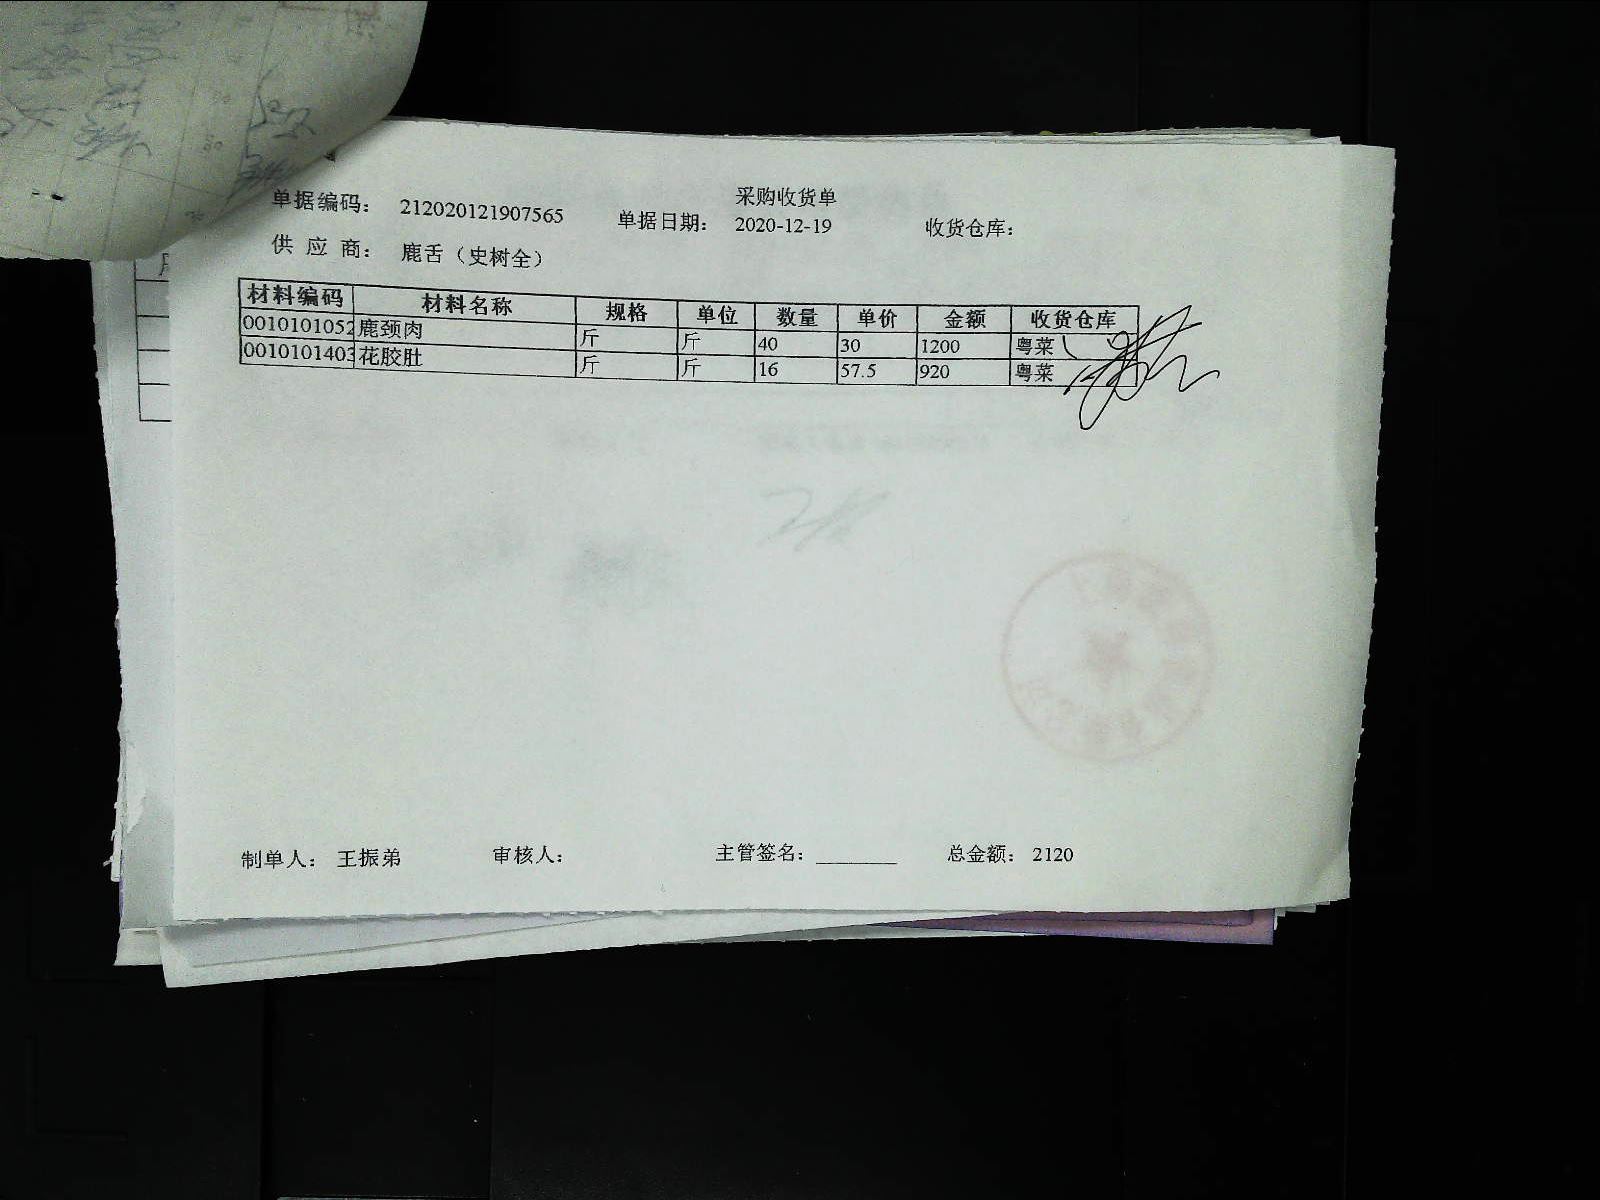 采购收货单
单据编码： 212020121907565 单据日期： 2020-12-19 收货仓库：
供 应 商： 鹿舌（史树全）
材料编码 材料名称 规格 单位 数量 单价 金额 收货仓库
0010101052 鹿颈肉 斤 斤 40 30 1200 粤菜
0010101403 花胶肚 斤 斤 16 57.5 920 粤菜
制单人： 王振弟 审核人： 主管签名：________ 总金额： 2120